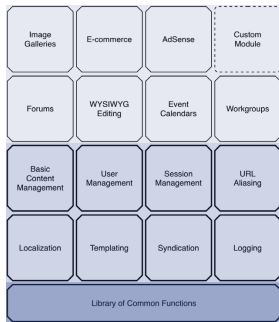 Image
Galleries
E-commerce
AdSense
Custom
Module
Forums
WYSIWYG
Editing
Event
Calendars
Workgroups
Basic
Content
Management
User
Management
Session
Management
URL
Aliasing
Localization
Templating
Syndication
Logging
Library of Common Functions